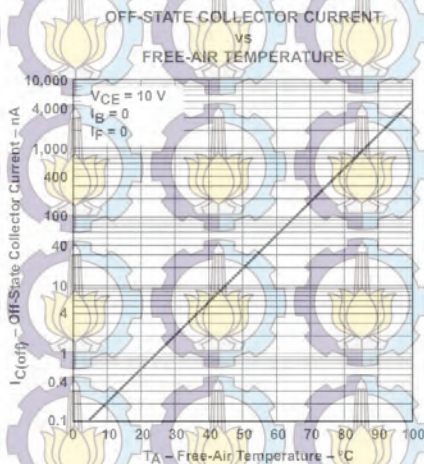 OFF-STATE COLLECTOR CURRENT
vs
FREE-AIR TEMPERATURE
10,000
4,000
1,000
400
100
40
10
4
1
0.4
0.1
IC(off) – Off-State Collector Current – nA
VCE = 10 V
IB = 0
IF = 0
0 10 20 30 40 50 60 70 80 90 100
TA – Free-Air Temperature – °C